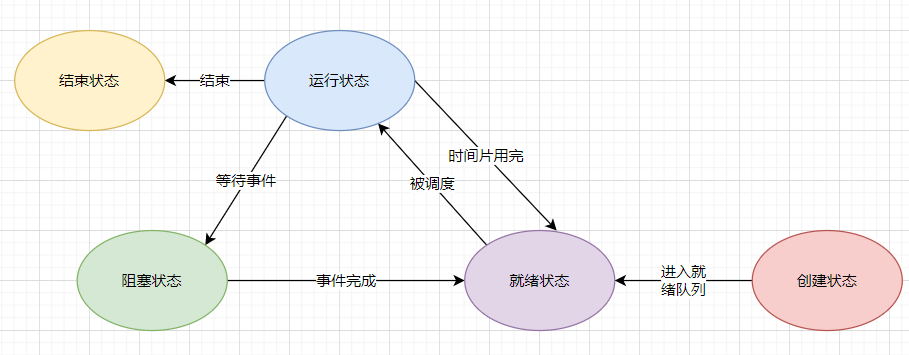 结束状态
结束
运行状态
时间片用完
等待事件
被调度
阻塞状态
事件完成
就绪状态
进入就
绪队列
创建状态